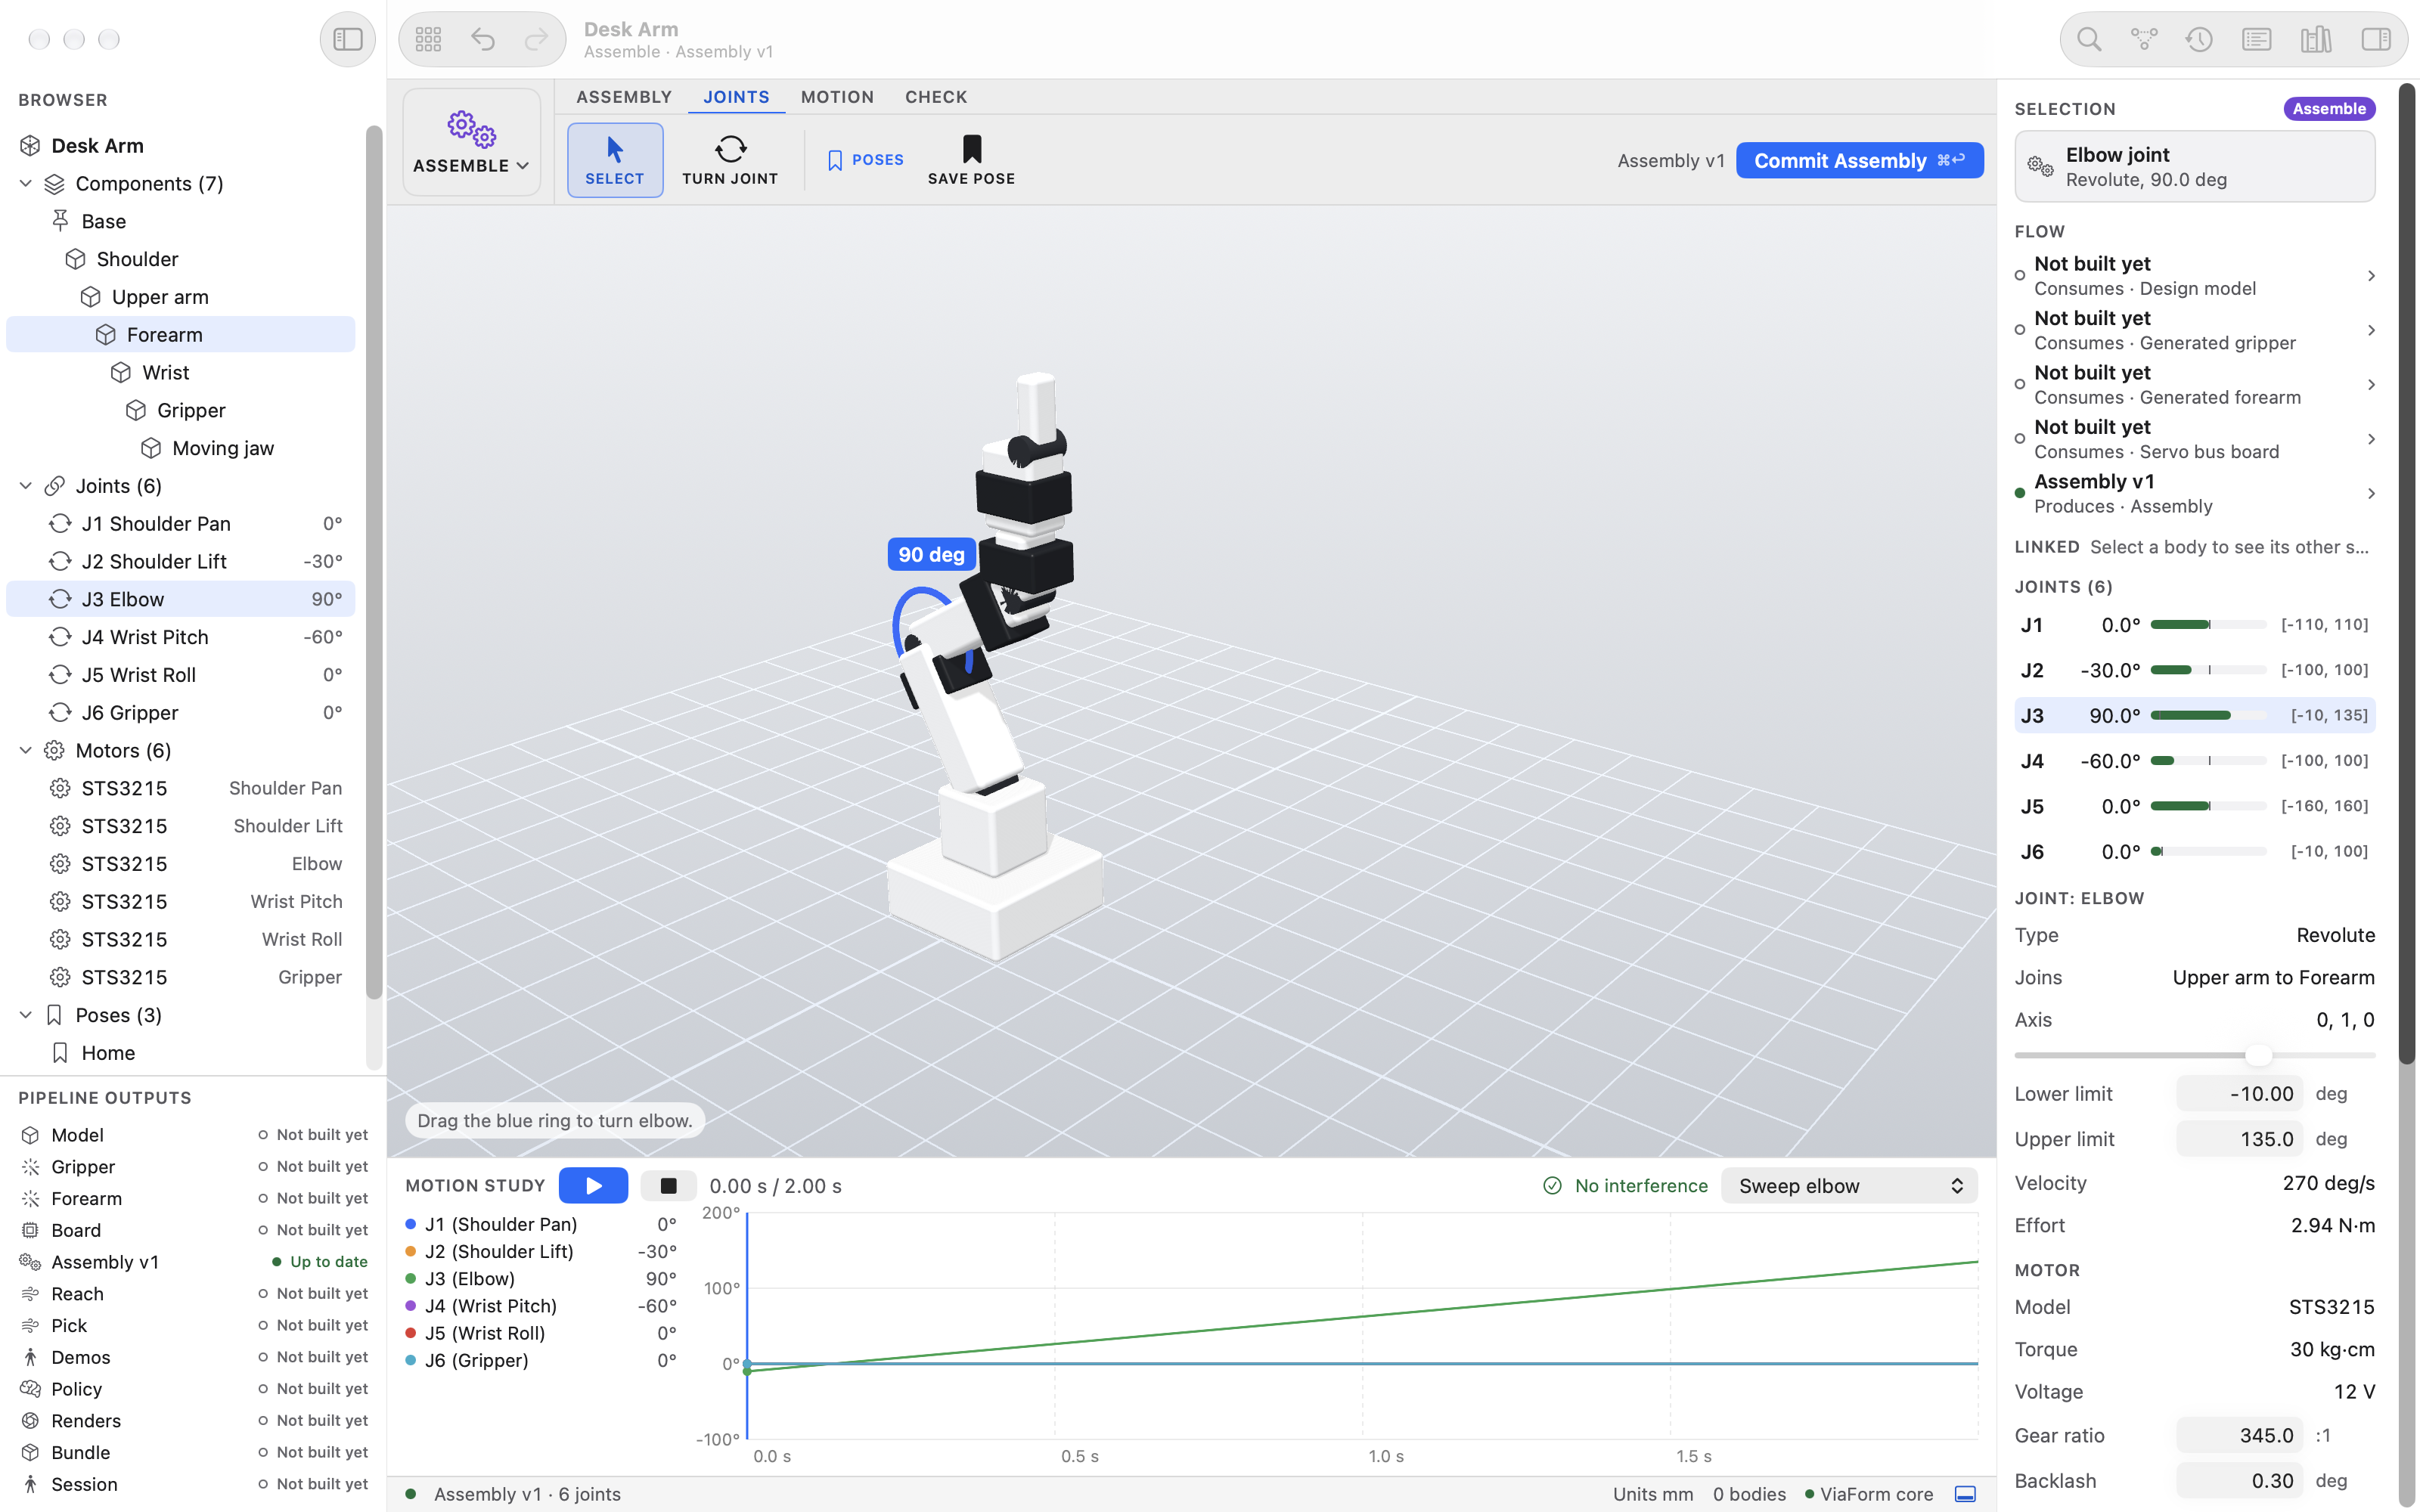 Desk Arm
Assemble · Assembly v1
BROWSER
Desk Arm
Components (7)
Base
Shoulder
Upper arm
Forearm
Wrist
Gripper
Moving jaw
Joints (6)
J1 Shoulder Pan 0°
J2 Shoulder Lift -30°
J3 Elbow 90°
J4 Wrist Pitch -60°
J5 Wrist Roll 0°
J6 Gripper 0°
Motors (6)
STS3215 Shoulder Pan
STS3215 Shoulder Lift
STS3215 Elbow
STS3215 Wrist Pitch
STS3215 Wrist Roll
STS3215 Gripper
Poses (3)
Home
PIPELINE OUTPUTS
Model Not built yet
Gripper Not built yet
Forearm Not built yet
Board Not built yet
Assembly v1 Up to date
Reach Not built yet
Pick Not built yet
Demos Not built yet
Policy Not built yet
Renders Not built yet
Bundle Not built yet
Session Not built yet
ASSEMBLE
ASSEMBLY JOINTS MOTION CHECK
SELECT
TURN JOINT
POSES
SAVE POSE
Assembly v1
Commit Assembly ⌘↩
90 deg
Drag the blue ring to turn elbow.
MOTION STUDY 0.00 s / 2.00 s
No interference
Sweep elbow
J1 (Shoulder Pan) 0°
J2 (Shoulder Lift) -30°
J3 (Elbow) 90°
J4 (Wrist Pitch) -60°
J5 (Wrist Roll) 0°
J6 (Gripper) 0°
200°
100°
0°
-100°
0.0 s 0.5 s 1.0 s 1.5 s
Assembly v1 · 6 joints
Units mm 0 bodies ViaForm core
SELECTION Assemble
Elbow joint
Revolute, 90.0 deg
FLOW
Not built yet
Consumes · Design model
Not built yet
Consumes · Generated gripper
Not built yet
Consumes · Generated forearm
Not built yet
Consumes · Servo bus board
Assembly v1
Produces · Assembly
LINKED Select a body to see its other s...
JOINTS (6)
J1 0.0° [-110, 110]
J2 -30.0° [-100, 100]
J3 90.0° [-10, 135]
J4 -60.0° [-100, 100]
J5 0.0° [-160, 160]
J6 0.0° [-10, 100]
JOINT: ELBOW
Type Revolute
Joins Upper arm to Forearm
Axis 0, 1, 0
Lower limit -10.00 deg
Upper limit 135.0 deg
Velocity 270 deg/s
Effort 2.94 N·m
MOTOR
Model STS3215
Torque 30 kg·cm
Voltage 12 V
Gear ratio 345.0 :1
Backlash 0.30 deg